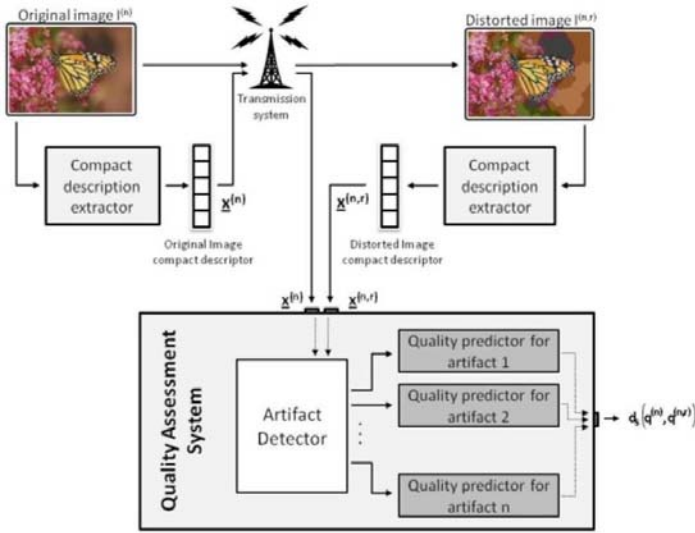 Original image I⁽ⁿ⁾
Distorted image I⁽ⁿ,ʳ⁾
Transmission
system
Compact
description
extractor
x⁽ⁿ⁾
Original Image
compact descriptor
x⁽ⁿ,ʳ⁾
Distorted Image
compact descriptor
Compact
description
extractor
x⁽ⁿ⁾
x⁽ⁿ,ʳ⁾
Quality Assessment
System
Artifact
Detector
Quality predictor for
artifact 1
Quality predictor for
artifact 2
⋮
Quality predictor for
artifact n